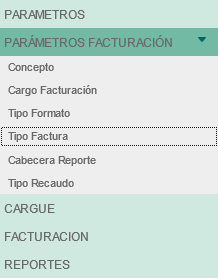 PARAMETROS
PARÁMETROS FACTURACIÓN
Concepto
Cargo Facturación
Tipo Formato
Tipo Factura
Cabecera Reporte
Tipo Recaudo
CARGUE
FACTURACION
REPORTES